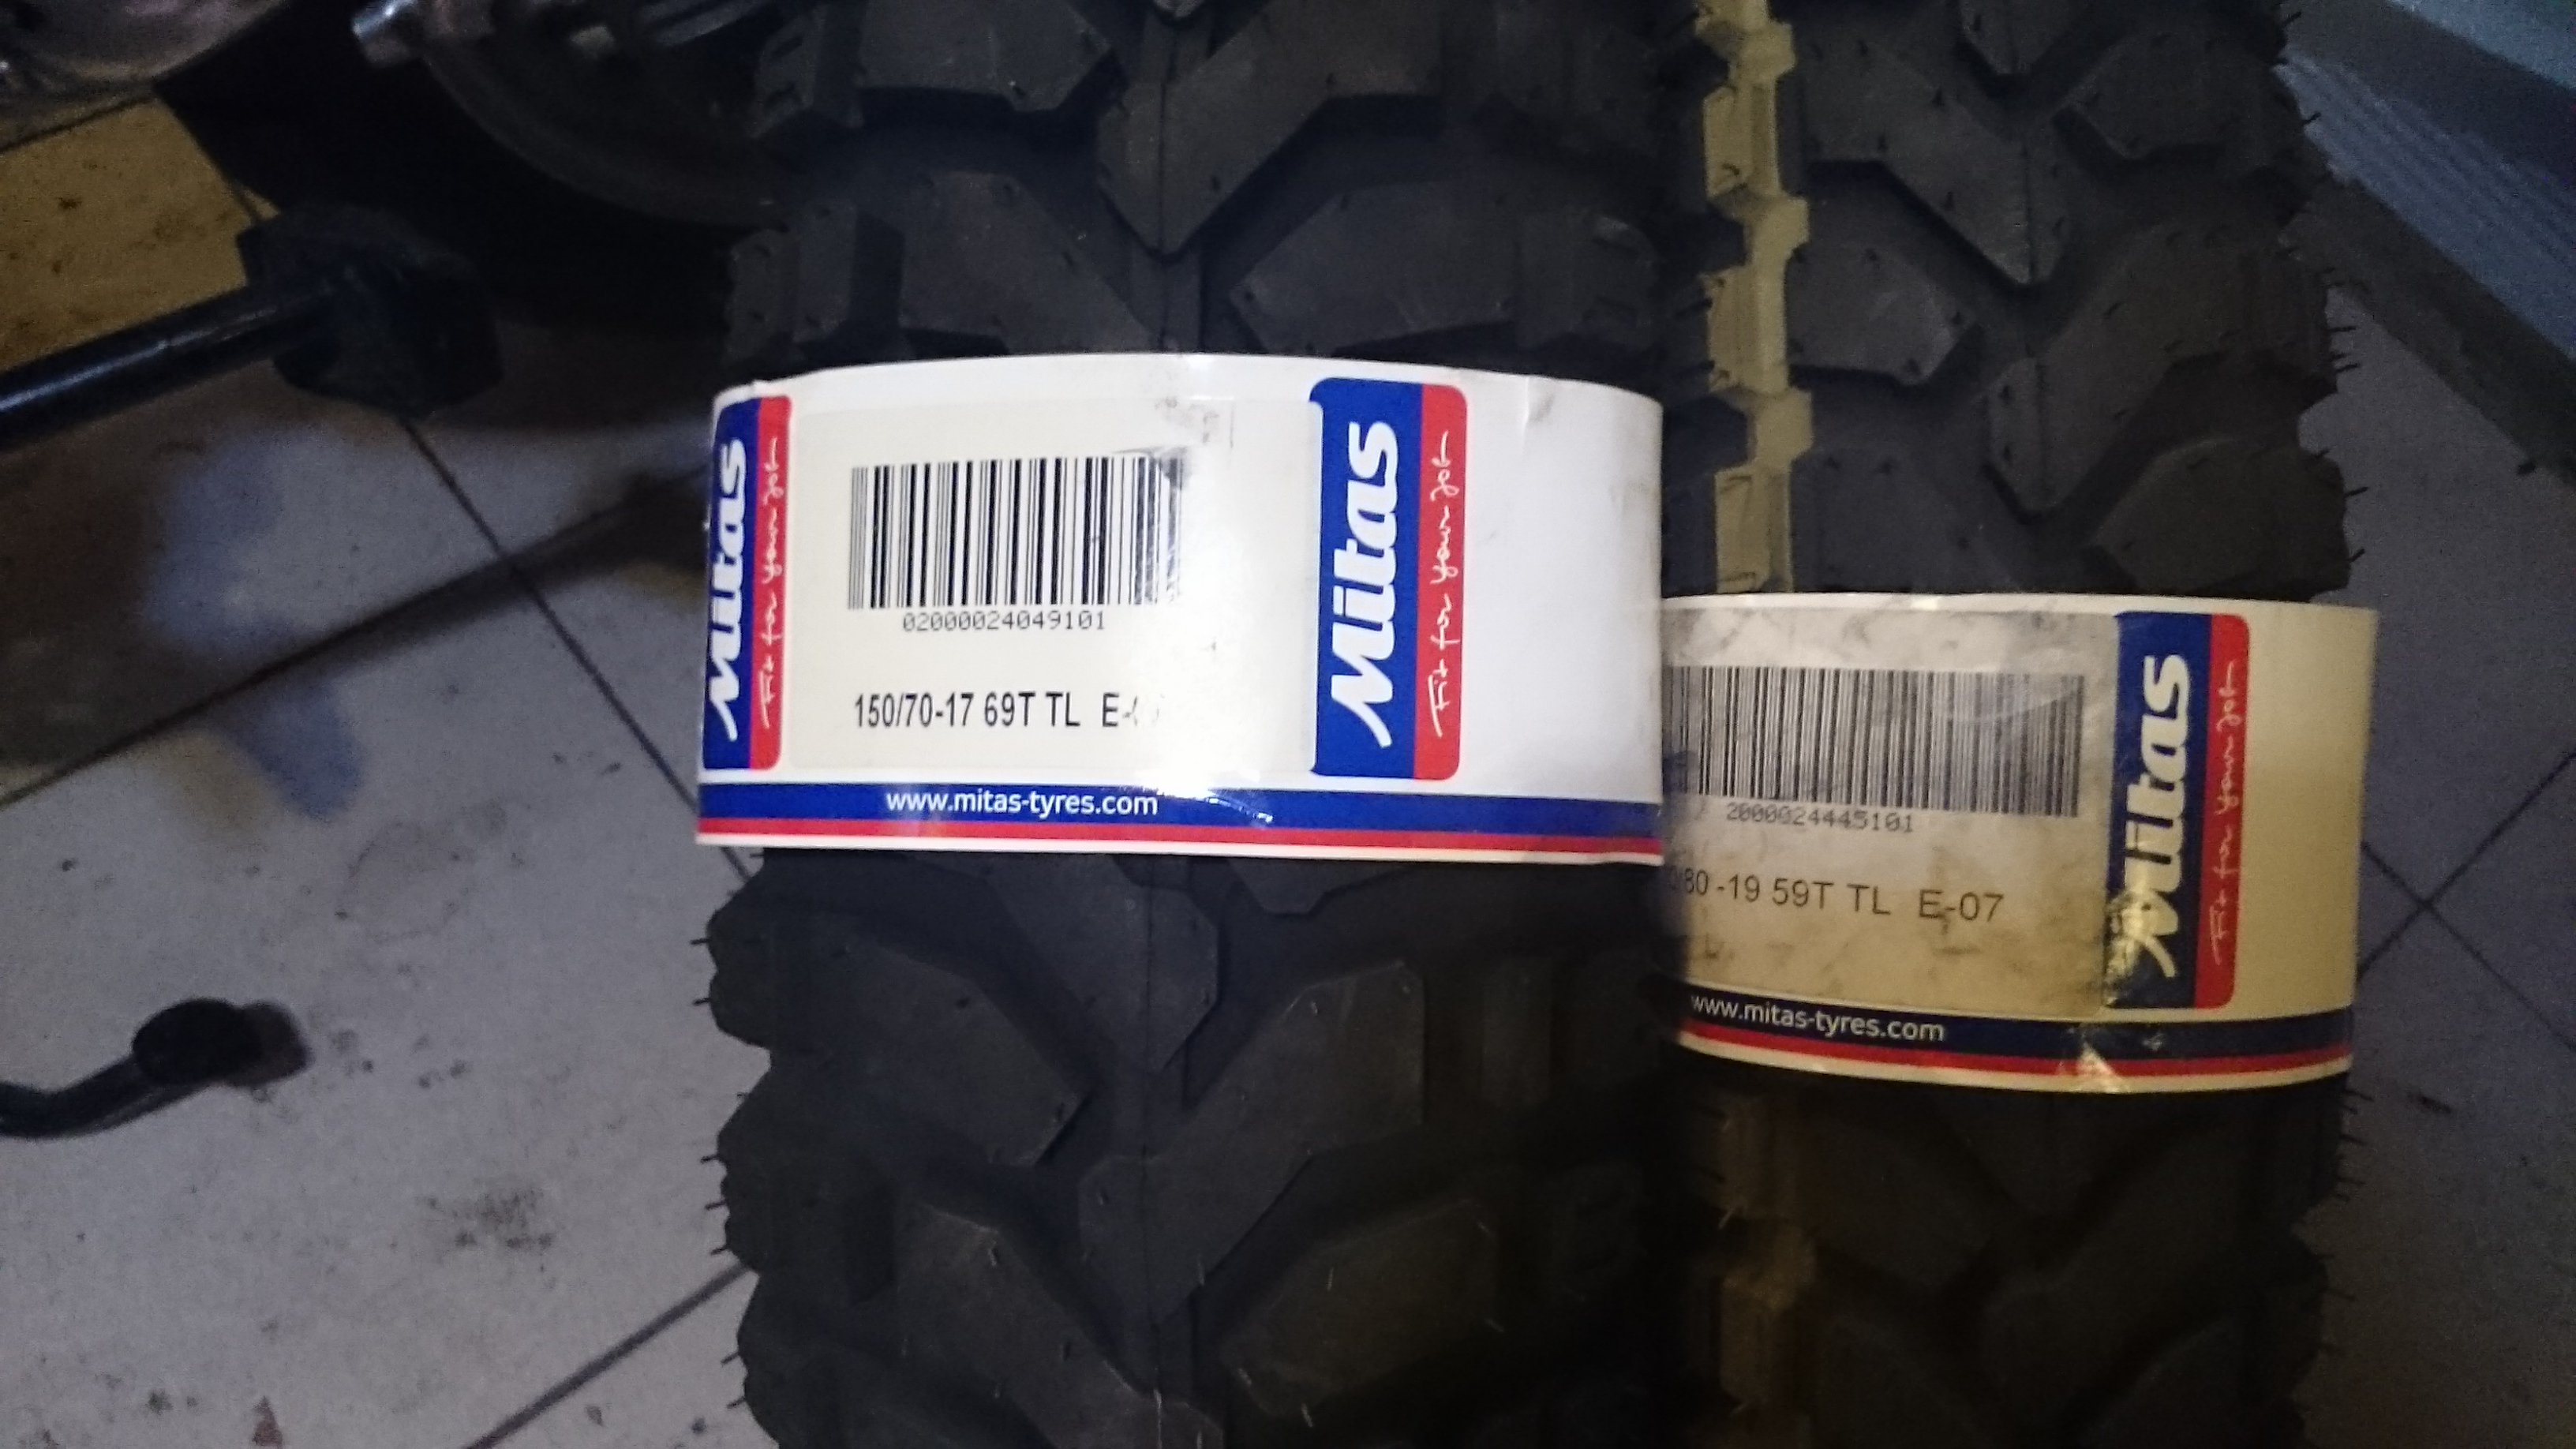 Mitas
Fit for your job
02000024049101
150/70-17 69T TL
Mitas
Fit for your job
www.mitas-tyres.com
2000024445101
/80 -19 59T TL E-07
Mitas
Fit for your job
www.mitas-tyres.com